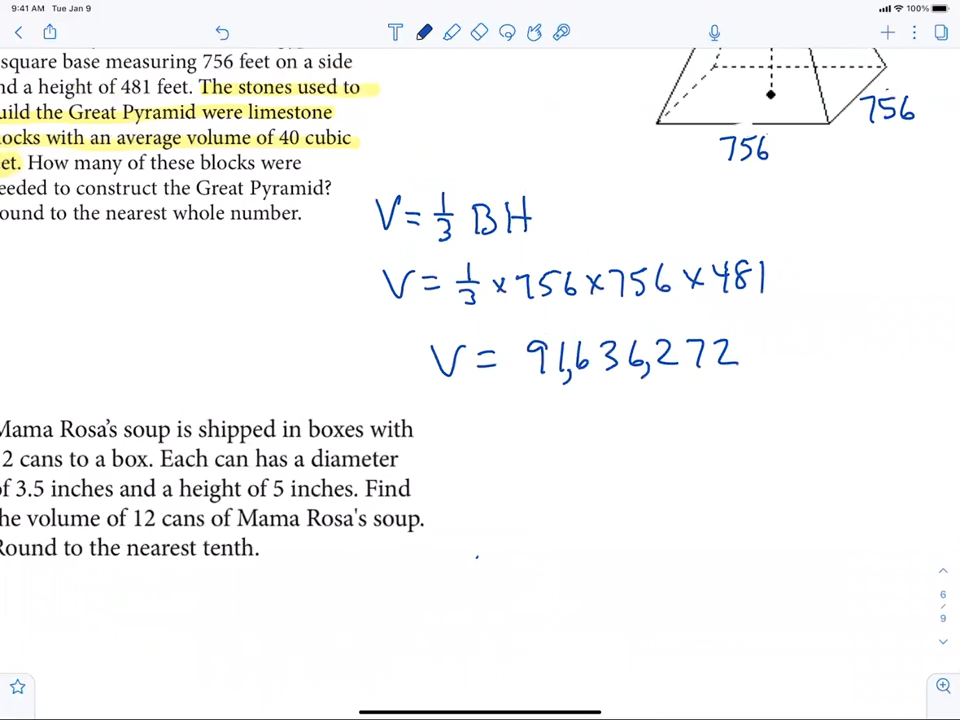 9:41 AM Tue Jan 9
100%
T
square base measuring 756 feet on a side
nd a height of 481 feet. The stones used to
uild the Great Pyramid were limestone
locks with an average volume of 40 cubic
et. How many of these blocks were
eeded to construct the Great Pyramid?
ound to the nearest whole number.
756
756
V = 1/3 BH
V = 1/3 × 756 × 756 × 481
V = 91,636,272
Mama Rosa's soup is shipped in boxes with
2 cans to a box. Each can has a diameter
of 3.5 inches and a height of 5 inches. Find
he volume of 12 cans of Mama Rosa's soup.
Round to the nearest tenth.
6
/
9